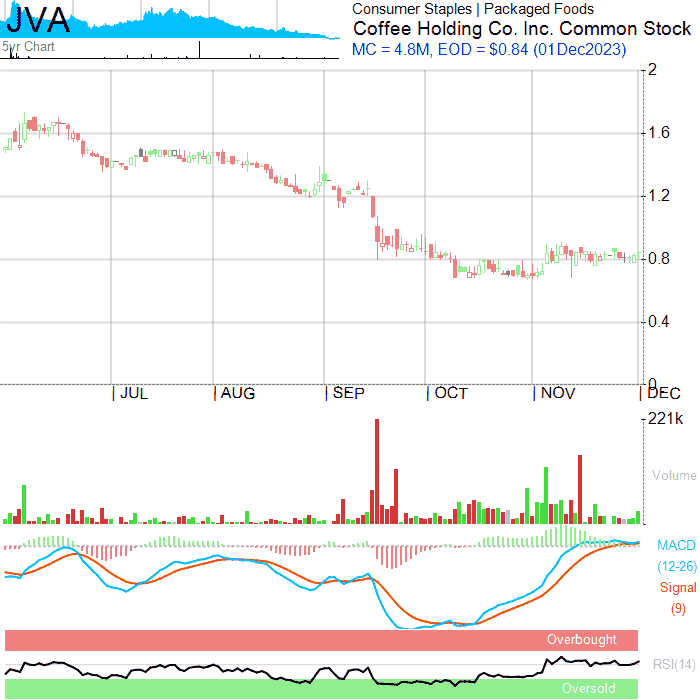 JVA
5yr Chart
Consumer Staples | Packaged Foods
Coffee Holding Co. Inc. Common Stock
MC = 4.8M, EOD = $0.84 (01Dec2023)
2
1.6
1.2
0.8
0.4
0
JUL AUG SEP OCT NOV DEC
221k
Volume
MACD
(12-26)
Signal
(9)
Overbought
RSI(14)
Oversold